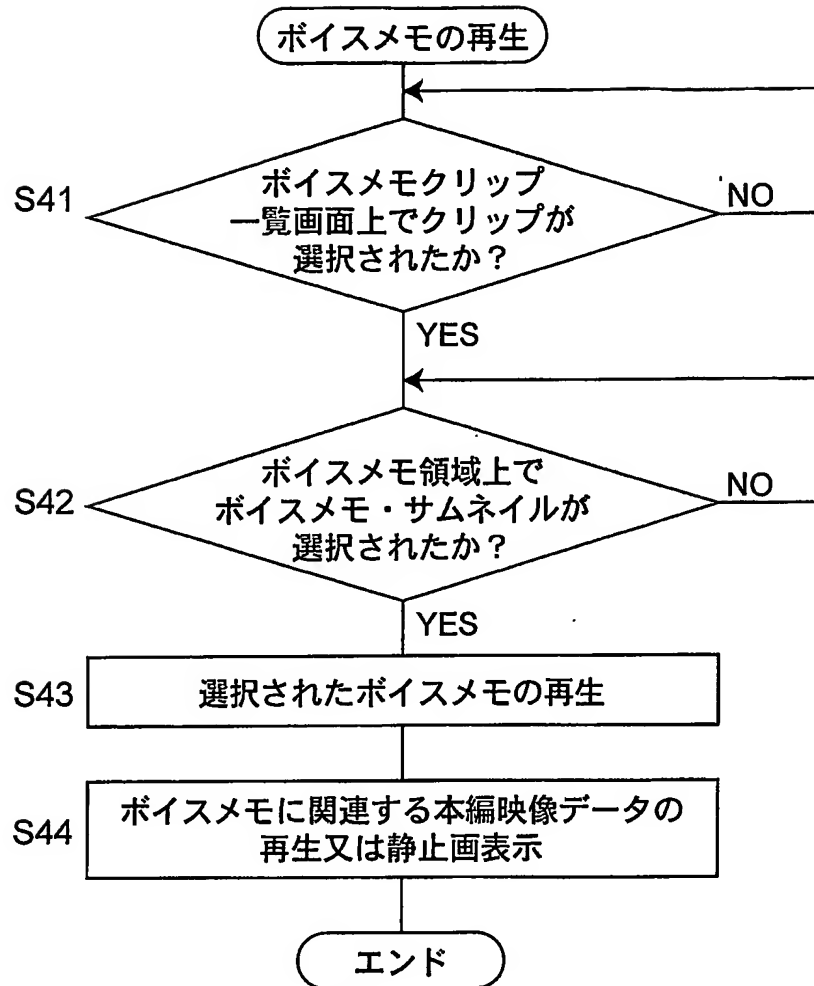 ボイスメモの再生
S41
ボイスメモクリップ
一覧画面上でクリップが
選択されたか？
NO
YES
S42
ボイスメモ領域上で
ボイスメモ・サムネイルが
選択されたか？
NO
YES
S43
選択されたボイスメモの再生
S44
ボイスメモに関連する本編映像データの
再生又は静止画表示
エンド